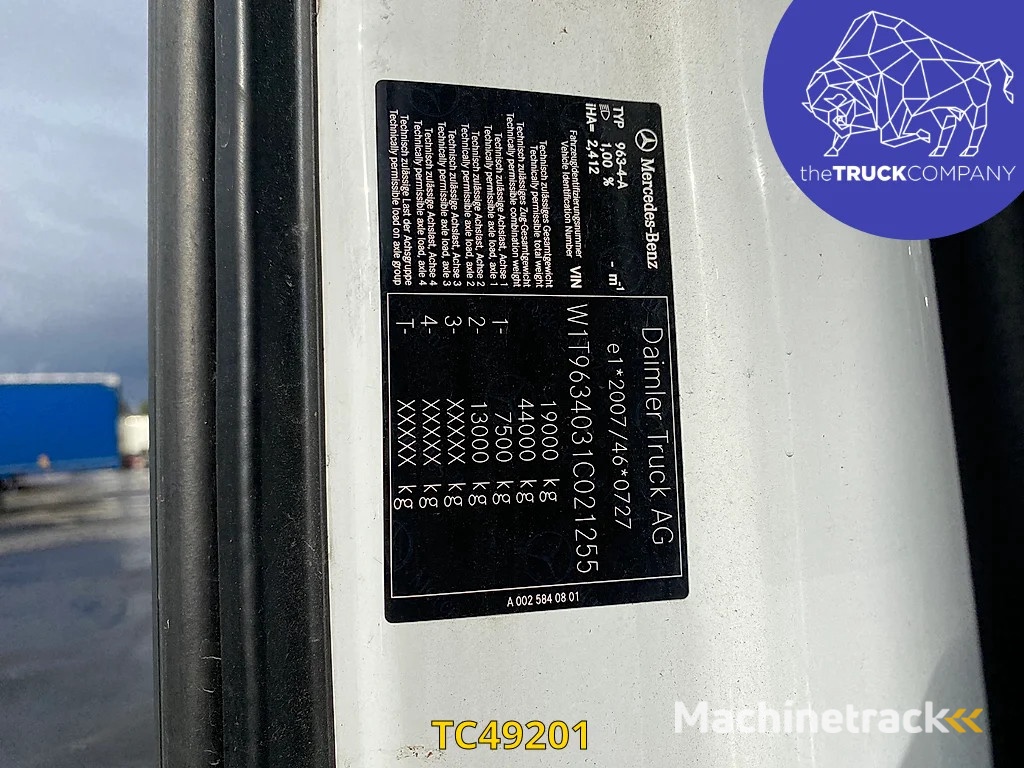 theTRUCKCOMPANY
Mercedes-Benz
TYP 963-4-A
1,00 %
iHA= 2,412
- m⁻¹
Daimler Truck AG
e1*2007/46*0727
Fahrzeugidentifizierungsnummer
Vehicle Identification Number
VIN
W1T9634031C021255
Technisch zulässiges Gesamtgewicht
Technically permissible total weight
19000 kg
Technisch zulässiges Zug-Gesamtgewicht
Technically permissible combination weight
44000 kg
Technisch zulässige Achslast, Achse 1
Technically permissible axle load, axle 1
1- 7500 kg
Technisch zulässige Achslast, Achse 2
Technically permissible axle load, axle 2
2- 13000 kg
Technisch zulässige Achslast, Achse 3
Technically permissible axle load, axle 3
3- XXXXX kg
Technisch zulässige Achslast, Achse 4
Technically permissible axle load, axle 4
4- XXXXX kg
Technisch zulässige Last der Achsgruppe
Technically permissible load on axle group
T- XXXXX kg
A 002 584 08 01
Machinetrack
TC49201